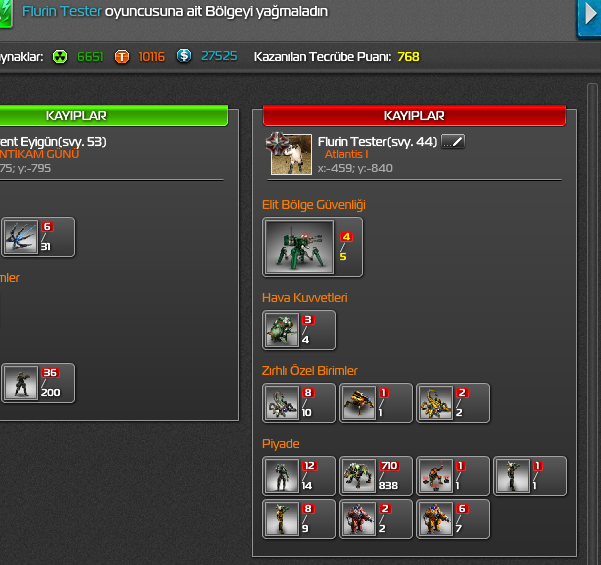 Flurin Tester oyuncusuna ait Bölgeyi yağmaladın
ynaklar: 6651 10116 27525 Kazanılan Tecrübe Puanı: 768
KAYIPLAR
ent Eyigün(svy. 53)
NTİKAM GÜNÜ
75; y:-795
6
/
31
mler
36
/
200
KAYIPLAR
Flurin Tester(svy. 44)
Atlantis !
x:-459; y:-840
Elit Bölge Güvenliği
4
/
5
Hava Kuvvetleri
3
/
4
Zırhlı Özel Birimler
8 1 2
/ / /
10 1 2
Piyade
12 710 1 1
/ / / /
14 838 1 1
8 2 6
/ / /
9 2 7